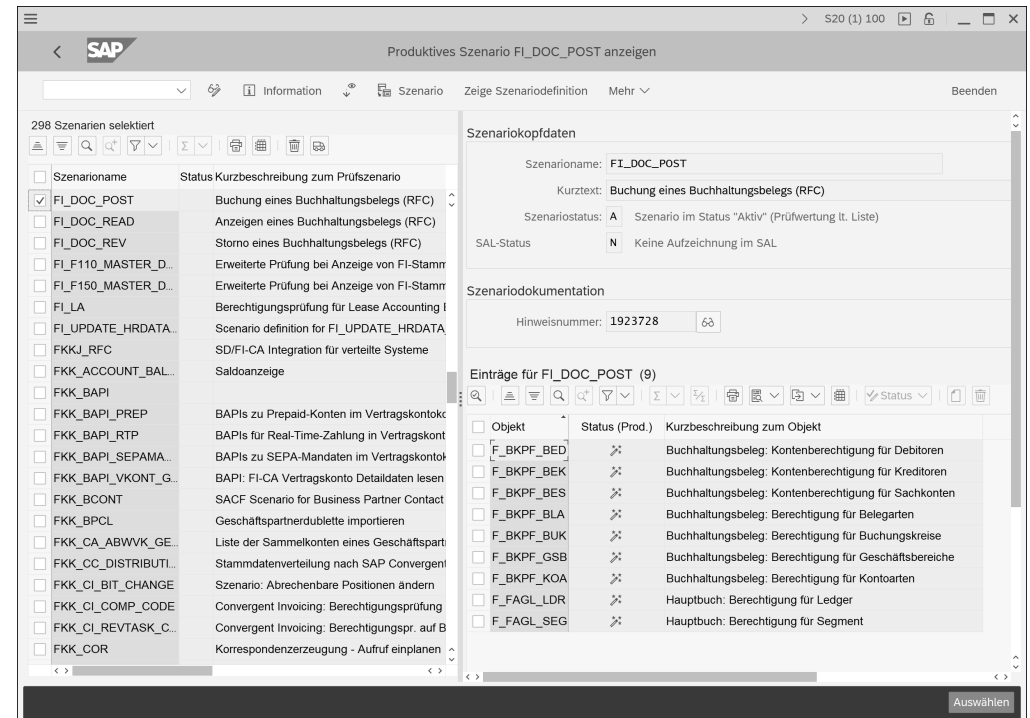 S20 (1) 100
SAP
Produktives Szenario FI_DOC_POST anzeigen
Information Szenario Zeige Szenariodefinition Mehr Beenden
298 Szenarien selektiert
Szenarioname Status Kurzbeschreibung zum Prüfszenario
FI_DOC_POST Buchung eines Buchhaltungsbelegs (RFC)
FI_DOC_READ Anzeigen eines Buchhaltungsbelegs (RFC)
FI_DOC_REV Storno eines Buchhaltungsbelegs (RFC)
FI_F110_MASTER_D... Erweiterte Prüfung bei Anzeige von FI-Stamm
FI_F150_MASTER_D... Erweiterte Prüfung bei Anzeige von FI-Stamm
FI_LA Berechtigungsprüfung für Lease Accounting
FI_UPDATE_HRDATA... Scenario definition for FI_UPDATE_HRDATA_
FKKJ_RFC SD/FI-CA Integration für verteilte Systeme
FKK_ACCOUNT_BAL... Saldoanzeige
FKK_BAPI
FKK_BAPI_PREP BAPIs zu Prepaid-Konten im Vertragskontokc
FKK_BAPI_RTP BAPIs für Real-Time-Zahlung in Vertragskont
FKK_BAPI_SEPAMA... BAPIs zu SEPA-Mandaten im Vertragskontok
FKK_BAPI_VKONT_G... BAPI: FI-CA Vertragskonto Detaildaten lesen
FKK_BCONT SACF Scenario for Business Partner Contact
FKK_BPCL Geschäftspartnerdublette importieren
FKK_CA_ABWVK_GE... Liste der Sammelkonten eines Geschäftspart
FKK_CC_DISTRIBUTI... Stammdatenverteilung nach SAP Convergent
FKK_CI_BIT_CHANGE Szenario: Abrechenbare Positionen ändern
FKK_CI_COMP_CODE Convergent Invoicing: Berechtigungsprüfung
FKK_CI_REVTASK_C... Convergent Invoicing: Berechtigungspr. auf B
FKK_COR Korrespondenzerzeugung - Aufruf einplanen
Szenariokopfdaten
Szenarioname: FI_DOC_POST
Kurztext: Buchung eines Buchhaltungsbelegs (RFC)
Szenariostatus: A Szenario im Status "Aktiv" (Prüfwertung lt. Liste)
SAL-Status N Keine Aufzeichnung im SAL
Szenariodokumentation
Hinweisnummer: 1923728
Einträge für FI_DOC_POST (9)
Status
Objekt Status (Prod.) Kurzbeschreibung zum Objekt
F_BKPF_BED Buchhaltungsbeleg: Kontenberechtigung für Debitoren
F_BKPF_BEK Buchhaltungsbeleg: Kontenberechtigung für Kreditoren
F_BKPF_BES Buchhaltungsbeleg: Kontenberechtigung für Sachkonten
F_BKPF_BLA Buchhaltungsbeleg: Berechtigung für Belegarten
F_BKPF_BUK Buchhaltungsbeleg: Berechtigung für Buchungskreise
F_BKPF_GSB Buchhaltungsbeleg: Berechtigung für Geschäftsbereiche
F_BKPF_KOA Buchhaltungsbeleg: Berechtigung für Kontoarten
F_FAGL_LDR Hauptbuch: Berechtigung für Ledger
F_FAGL_SEG Hauptbuch: Berechtigung für Segment
Auswählen